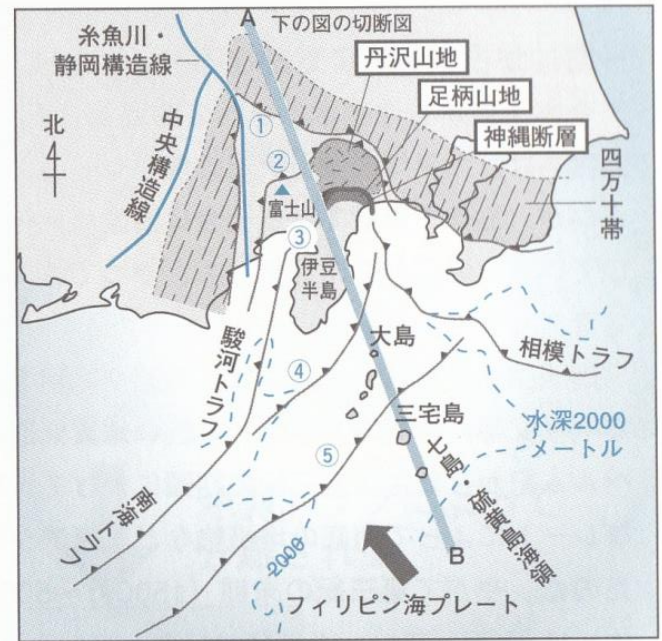 A
下の図の切断図
糸魚川・
静岡構造線
丹沢山地
足柄山地
神縄断層
北
中央構造線
①
②
富士山
③
四万十帯
伊豆
半島
大島
駿河トラフ
相模トラフ
④
三宅島
水深2000
メートル
⑤
七島・硫黄島海領
南海トラフ
2000
B
フィリピン海プレート